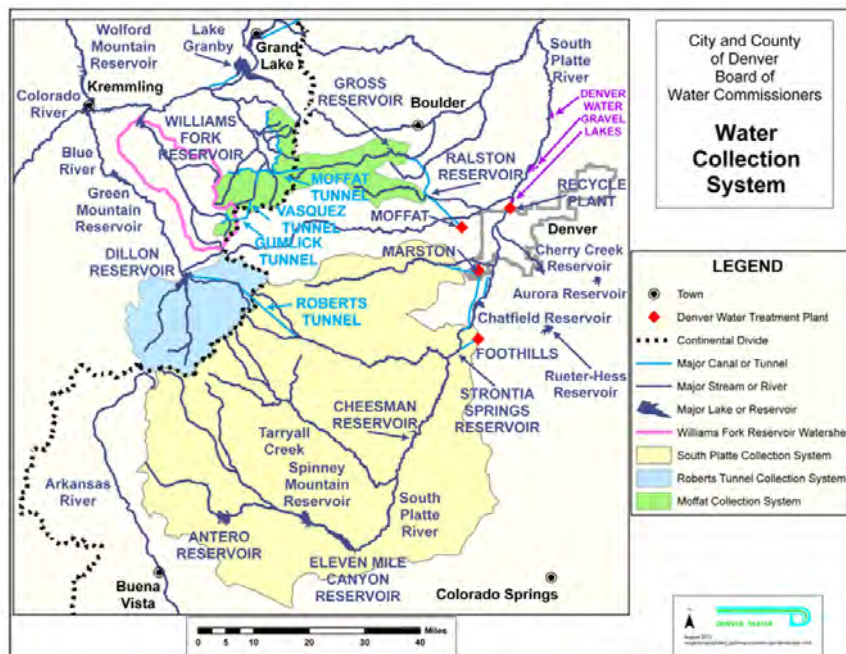 City and County
of Denver
Board of
Water Commissioners
Water
Collection
System
Wolford
Mountain
Reservoir
Lake
Granby
Grand
Lake
South
Platte
River
Kremmling
GROSS
RESERVOIR
Boulder
DENVER
WATER
GRAVEL
LAKES
Colorado
River
WILLIAMS
FORK
RESERVOIR
Blue
River
MOFFAT
TUNNEL
RALSTON
RESERVOIR
RECYCLE
PLANT
Green
Mountain
Reservoir
VASQUEZ
TUNNEL
MOFFAT
Denver
GUMLICK
TUNNEL
DILLON
RESERVOIR
MARSTON
Cherry Creek
Reservoir
Aurora Reservoir
ROBERTS
TUNNEL
Chatfield Reservoir
FOOTHILLS
Rueter-Hess
Reservoir
STRONTIA
SPRINGS
RESERVOIR
CHEESMAN
RESERVOIR
Tarryall
Creek
Spinney
Mountain
Reservoir
Arkansas
River
South
Platte
River
ANTERO
RESERVOIR
ELEVEN MILE
CANYON
RESERVOIR
Buena
Vista
Colorado Springs
LEGEND
Town
Denver Water Treatment Plant
Continental Divide
Major Canal or Tunnel
Major Stream or River
Major Lake or Reservoir
Williams Fork Reservoir Watershe
South Platte Collection System
Roberts Tunnel Collection System
Moffat Collection System
Miles
0 5 10 20 30 40
N
DENVER WATER